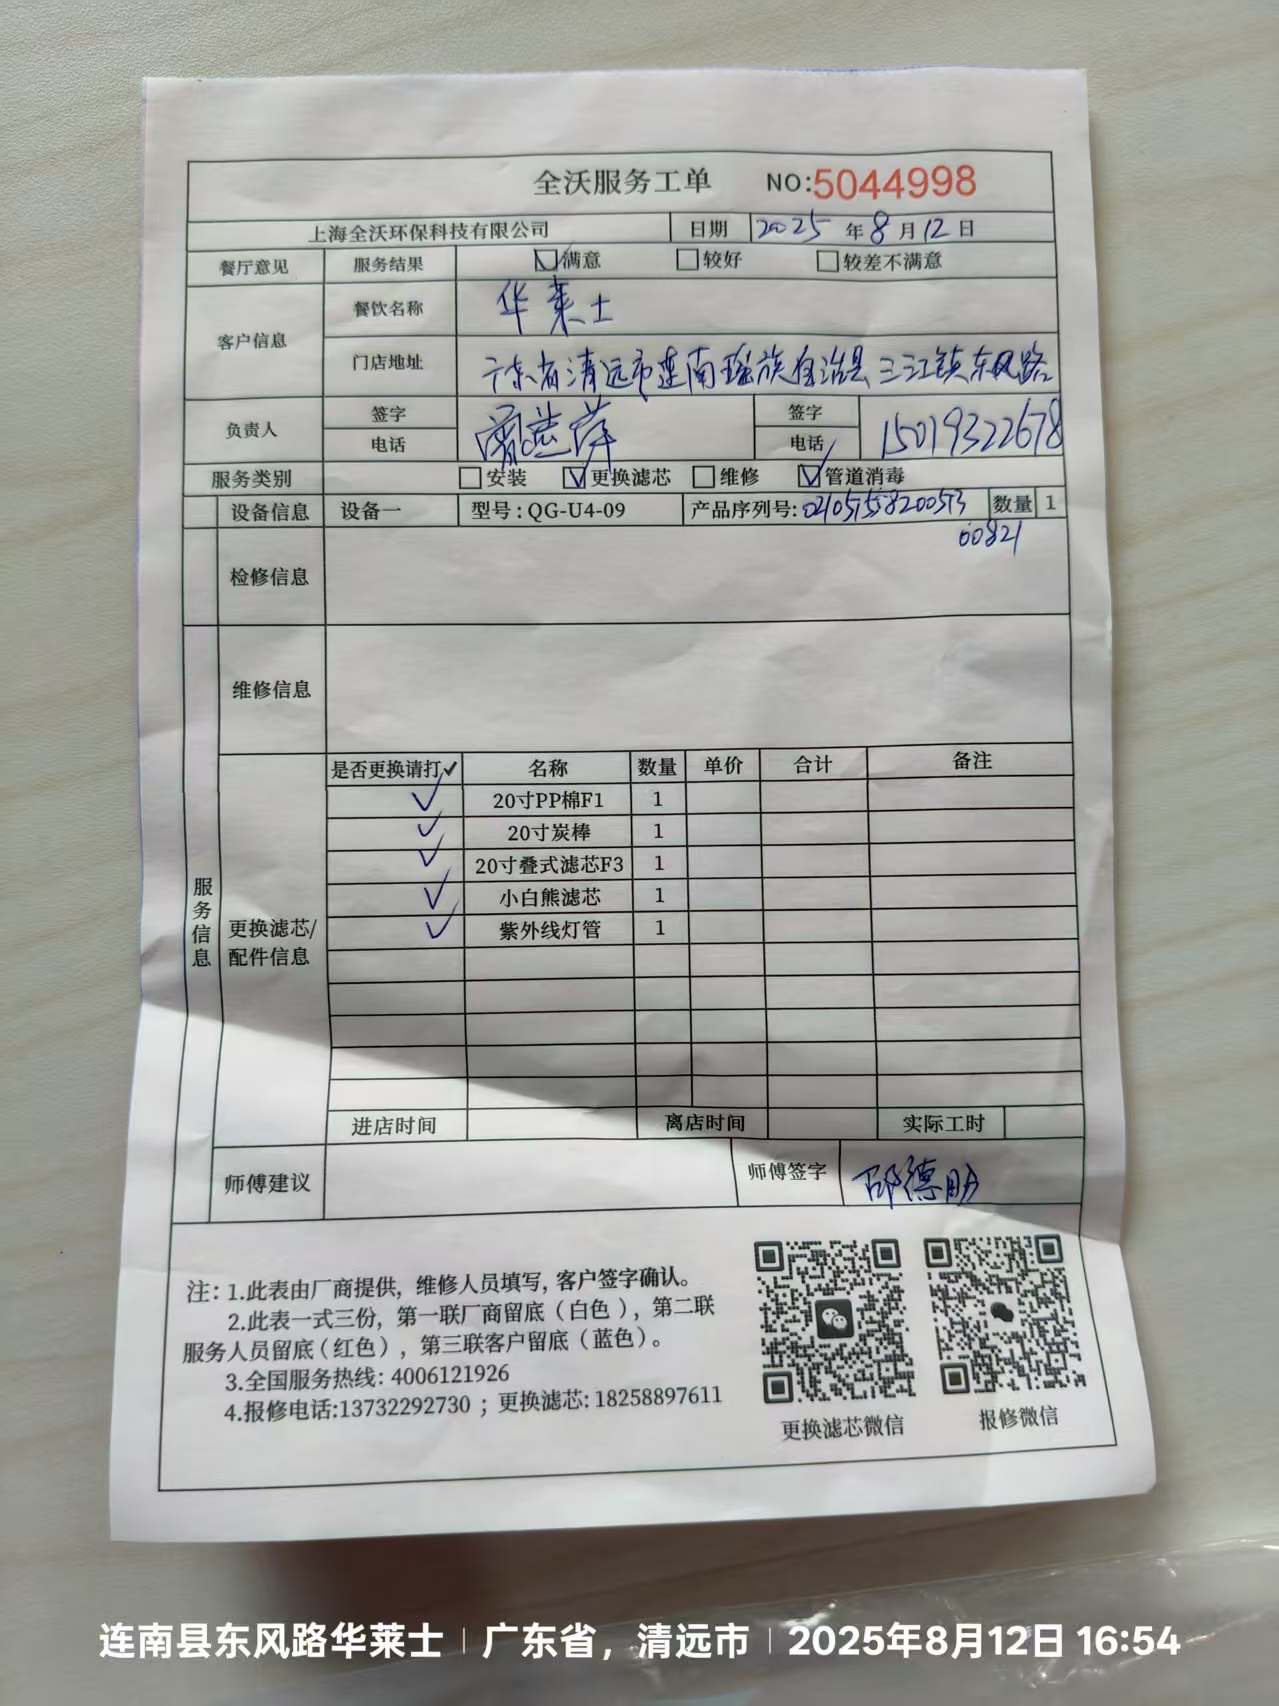 全沃服务工单 NO:5044998
上海全沃环保科技有限公司 日期 2025年8月12日
餐厅意见 服务结果 满意 较好 较差不满意
客户信息 餐饮名称 华莱士
门店地址 广东省清远市连南瑶族自治县三江镇东风路
负责人 签字 签字
电话 电话 15019322678
服务类别 安装 更换滤芯 维修 管道消毒
设备信息 设备一 型号:QG-U4-09 产品序列号: 数量 1
00821
检修信息
维修信息
是否更换请打✓ 名称 数量 单价 合计 备注
✓ 20寸PP棉F1 1
✓ 20寸炭棒 1
✓ 20寸叠式滤芯F3 1
✓ 小白熊滤芯 1
✓ 紫外线灯管 1
服务信息
更换滤芯/
配件信息
进店时间 离店时间 实际工时
师傅建议 师傅签字
注:1.此表由厂商提供,维修人员填写,客户签字确认。
2.此表一式三份,第一联厂商留底(白色),第二联
服务人员留底(红色),第三联客户留底(蓝色)。
3.全国服务热线:4006121926
4.报修电话:13732292730;更换滤芯:18258897611
更换滤芯微信 报修微信
连南县东风路华莱士 | 广东省,清远市 | 2025年8月12日 16:54